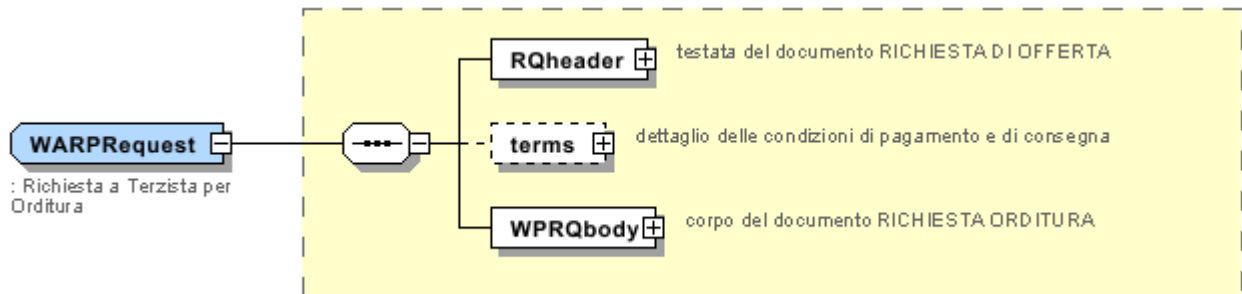 RQheader
testata del documento RICHIESTA DI OFFERTA
WARPRequest
terms
dettaglio delle condizioni di pagamento e di consegna
: Richiesta a Terzista per
Orditura
WPRQbody
corpo del documento RICHIESTA ORDITURA